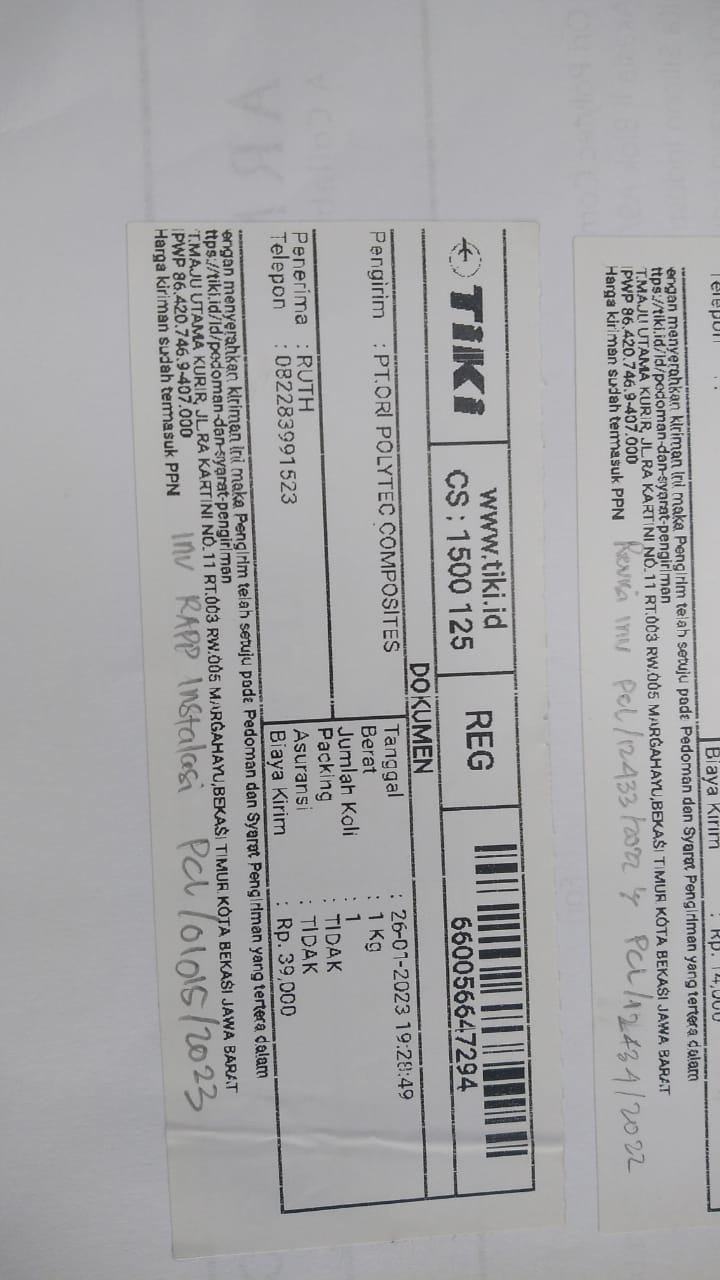 Telepon :
Biaya Kirim : Rp. 14,000
engan menyerahkan kiriman ini maka Pengirim telah setuju pada Pedoman dan Syarat Pengiriman yang tertera dalam
ttps://tiki.id/id/pedoman-dan-syarat-pengiriman
T.MAJU UTAMA KURIR, JL.RA KARTINI NO.11 RT.003 RW.005 MARGAHAYU,BEKASI TIMUR KOTA BEKASI JAWA BARAT
IPWP 86.420.746.9-407.000
Harga kiriman sudah termasuk PPN Revisi inv PCL/12433/2022 & PCL/12434/2022
TIKI www.tiki.id REG
CS : 1500 125 660056647294
DOKUMEN
Pengirim : PT.ORI POLYTEC COMPOSITES
Tanggal : 26-01-2023 19:28:49
Berat : 1 Kg
Jumlah Koli : 1
Packing : TIDAK
Penerima : RUTH
Asuransi : TIDAK
Telepon : 082283991523
Biaya Kirim : Rp. 39,000
engan menyerahkan kiriman ini maka Pengirim telah setuju pada Pedoman dan Syarat Pengiriman yang tertera dalam
ttps://tiki.id/id/pedoman-dan-syarat-pengiriman
T.MAJU UTAMA KURIR, JL.RA KARTINI NO.11 RT.003 RW.005 MARGAHAYU,BEKASI TIMUR KOTA BEKASI JAWA BARAT
IPWP 86.420.746.9-407.000
Harga kiriman sudah termasuk PPN inv RAPP Instalasi PCL/01015/2023